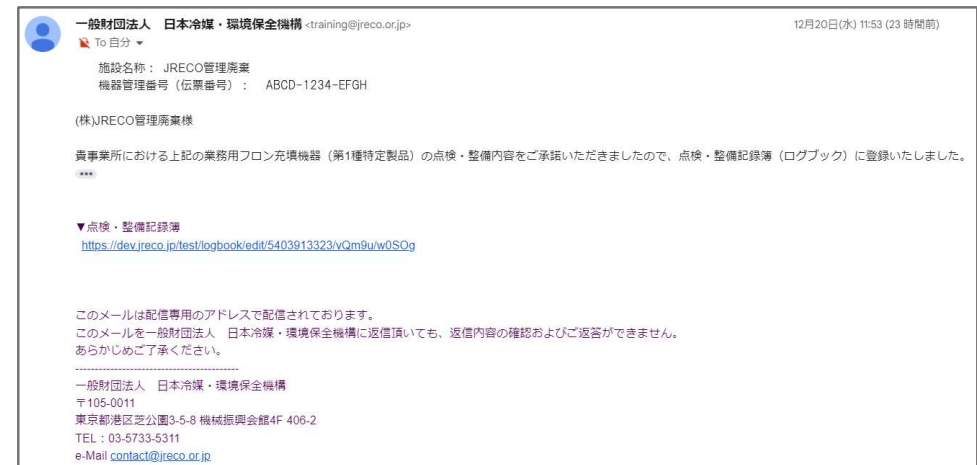 一般財団法人 日本冷媒・環境保全機構 <training@jreco.or.jp>
12月20日(水) 11:53 (23 時間前)
To 自分
施設名称： JRECO管理廃棄
機器管理番号（伝票番号）： ABCD-1234-EFGH
(株)JRECO管理廃棄様
貴事業所における上記の業務用フロン充填機器（第1種特定製品）の点検・整備内容をご承諾いただきましたので、点検・整備記録簿（ログブック）に登録いたしました。
•••
▼点検・整備記録簿
https://dev.jreco.jp/test/logbook/edit/5403913323/vQm9u/w0SOg
このメールは配信専用のアドレスで配信されております。
このメールを一般財団法人 日本冷媒・環境保全機構に返信頂いても、返信内容の確認およびご返答ができません。
あらかじめご了承ください。
------------------------------------------
一般財団法人 日本冷媒・環境保全機構
〒105-0011
東京都港区芝公園3-5-8 機械振興会館4F 406-2
TEL：03-5733-5311
e-Mail contact@jreco.or.jp